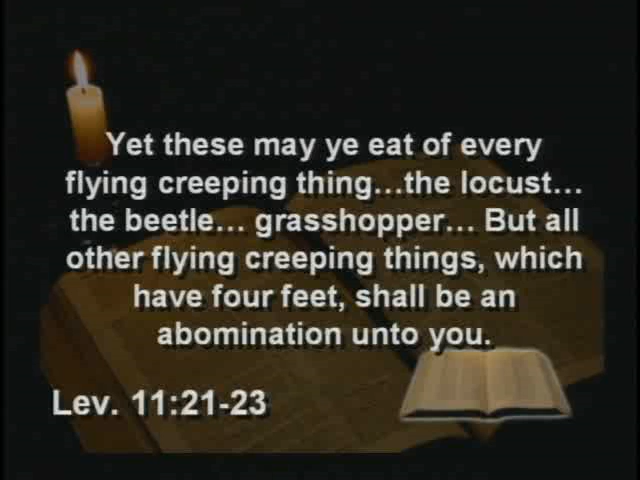 Yet these may ye eat of every
flying creeping thing…the locust…
the beetle… grasshopper… But all
other flying creeping things, which
have four feet, shall be an
abomination unto you.
Lev. 11:21-23